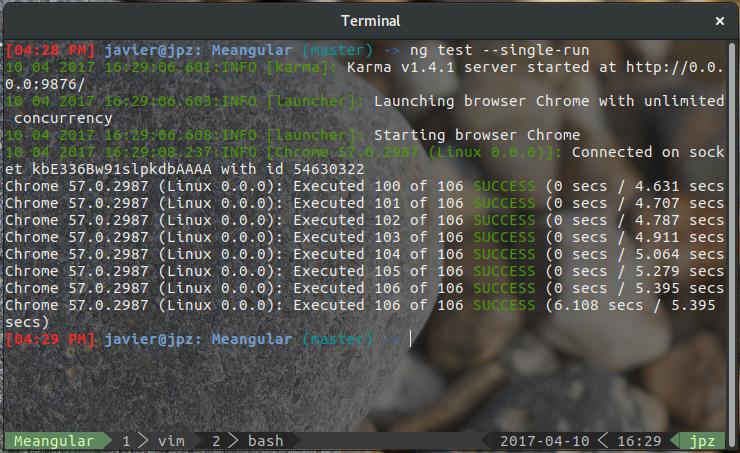 Terminal
[04:28 PM] javier@jpz: Meangular (master) -> ng test --single-run
10 04 2017 16:29:06.601:INFO [karma]: Karma v1.4.1 server started at http://0.0.
0.0:9876/
10 04 2017 16:29:06.603:INFO [launcher]: Launching browser Chrome with unlimited
concurrency
10 04 2017 16:29:06.608:INFO [launcher]: Starting browser Chrome
10 04 2017 16:29:08.237:INFO [Chrome 57.0.2987 (Linux 0.0.0)]: Connected on sock
et kbE336Bw91slpkdbAAAA with id 54630322
Chrome 57.0.2987 (Linux 0.0.0): Executed 100 of 106 SUCCESS (0 secs / 4.631 secs
Chrome 57.0.2987 (Linux 0.0.0): Executed 101 of 106 SUCCESS (0 secs / 4.707 secs
Chrome 57.0.2987 (Linux 0.0.0): Executed 102 of 106 SUCCESS (0 secs / 4.787 secs
Chrome 57.0.2987 (Linux 0.0.0): Executed 103 of 106 SUCCESS (0 secs / 4.911 secs
Chrome 57.0.2987 (Linux 0.0.0): Executed 104 of 106 SUCCESS (0 secs / 5.064 secs
Chrome 57.0.2987 (Linux 0.0.0): Executed 105 of 106 SUCCESS (0 secs / 5.279 secs
Chrome 57.0.2987 (Linux 0.0.0): Executed 106 of 106 SUCCESS (0 secs / 5.395 secs
Chrome 57.0.2987 (Linux 0.0.0): Executed 106 of 106 SUCCESS (6.108 secs / 5.395
secs)
[04:29 PM] javier@jpz: Meangular (master) ->
Meangular 1 > vim 2 > bash 2017-04-10 < 16:29 jpz